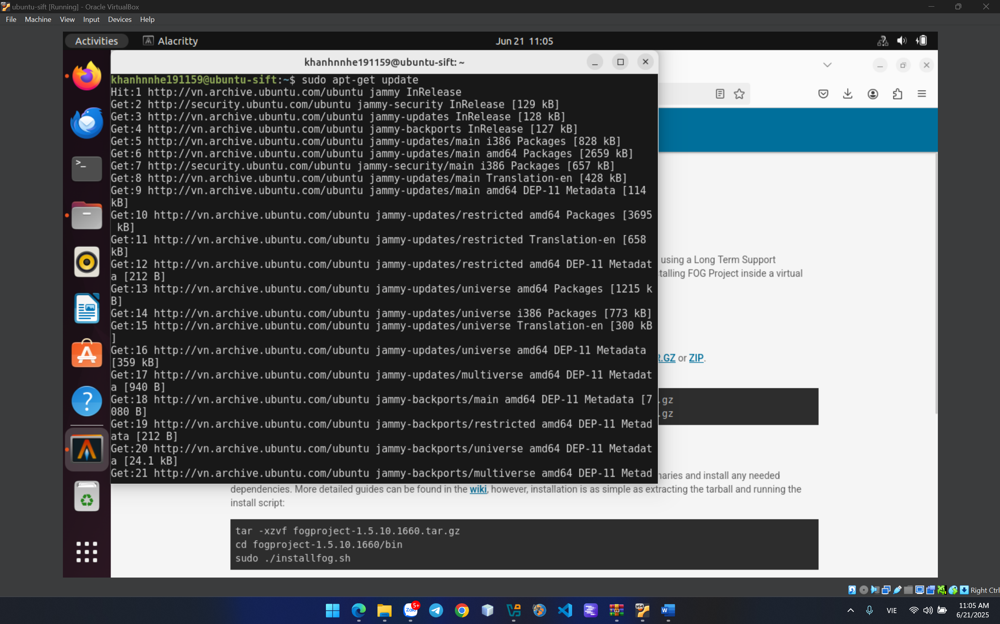 ubuntu-sift [Running] - Oracle VirtualBox
File Machine View Input Devices Help
Activities Alacritty Jun 21 11:05
khanhnnhe191159@ubuntu-sift: ~
khanhnnhe191159@ubuntu-sift:~$ sudo apt-get update
Hit:1 http://vn.archive.ubuntu.com/ubuntu jammy InRelease
Get:2 http://security.ubuntu.com/ubuntu jammy-security InRelease [129 kB]
Get:3 http://vn.archive.ubuntu.com/ubuntu jammy-updates InRelease [128 kB]
Get:4 http://vn.archive.ubuntu.com/ubuntu jammy-backports InRelease [127 kB]
Get:5 http://vn.archive.ubuntu.com/ubuntu jammy-updates/main i386 Packages [828 kB]
Get:6 http://vn.archive.ubuntu.com/ubuntu jammy-updates/main amd64 Packages [2659 kB]
Get:7 http://security.ubuntu.com/ubuntu jammy-security/main i386 Packages [657 kB]
Get:8 http://vn.archive.ubuntu.com/ubuntu jammy-updates/main Translation-en [428 kB]
Get:9 http://vn.archive.ubuntu.com/ubuntu jammy-updates/main amd64 DEP-11 Metadata [114
kB]
Get:10 http://vn.archive.ubuntu.com/ubuntu jammy-updates/restricted amd64 Packages [3695
kB]
Get:11 http://vn.archive.ubuntu.com/ubuntu jammy-updates/restricted Translation-en [658
kB]
Get:12 http://vn.archive.ubuntu.com/ubuntu jammy-updates/restricted amd64 DEP-11 Metadat
a [212 B]
Get:13 http://vn.archive.ubuntu.com/ubuntu jammy-updates/universe amd64 Packages [1215 k
B]
Get:14 http://vn.archive.ubuntu.com/ubuntu jammy-updates/universe i386 Packages [773 kB]
Get:15 http://vn.archive.ubuntu.com/ubuntu jammy-updates/universe Translation-en [300 kB
]
Get:16 http://vn.archive.ubuntu.com/ubuntu jammy-updates/universe amd64 DEP-11 Metadata
[359 kB]
Get:17 http://vn.archive.ubuntu.com/ubuntu jammy-updates/multiverse amd64 DEP-11 Metadat
a [940 B]
Get:18 http://vn.archive.ubuntu.com/ubuntu jammy-backports/main amd64 DEP-11 Metadata [7
080 B]
Get:19 http://vn.archive.ubuntu.com/ubuntu jammy-backports/restricted amd64 DEP-11 Metad
ata [212 B]
Get:20 http://vn.archive.ubuntu.com/ubuntu jammy-backports/universe amd64 DEP-11 Metadat
a [24.1 kB]
Get:21 http://vn.archive.ubuntu.com/ubuntu jammy-backports/multiverse amd64 DEP-11 Metad
using a Long Term Support
talling FOG Project inside a virtual
.GZ or ZIP.
.gz
.gz
naries and install any needed
dependencies. More detailed guides can be found in the wiki, however, installation is as simple as extracting the tarball and running the
install script:
tar -xzvf fogproject-1.5.10.1660.tar.gz
cd fogproject-1.5.10.1660/bin
sudo ./installfog.sh
Right Ctrl
Zalo 5+
x64
W
VIE
11:05 AM
6/21/2025